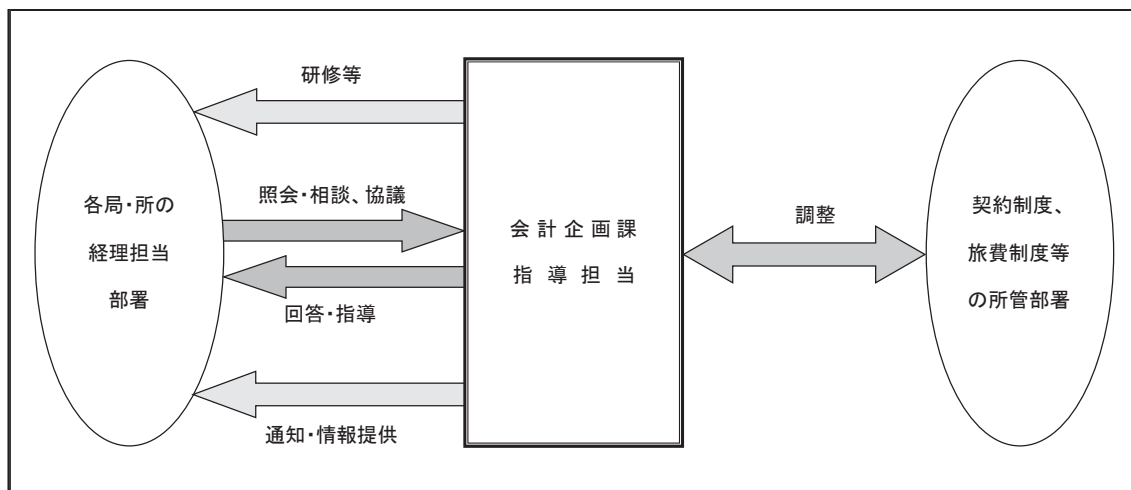 研修等
照会・相談、協議
各局・所の
経理担当
部署
回答・指導
通知・情報提供
会計企画課
指導担当
調整
契約制度、
旅費制度等
の所管部署